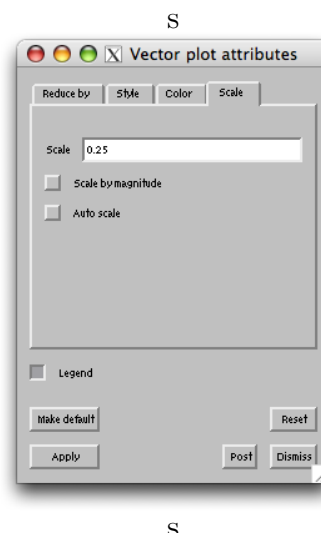 S
X Vector plot attributes
Reduce by Style Color Scale
Scale 0.25
Scale by magnitude
Auto scale
Legend
Make default Reset
Apply Post Dismiss
S